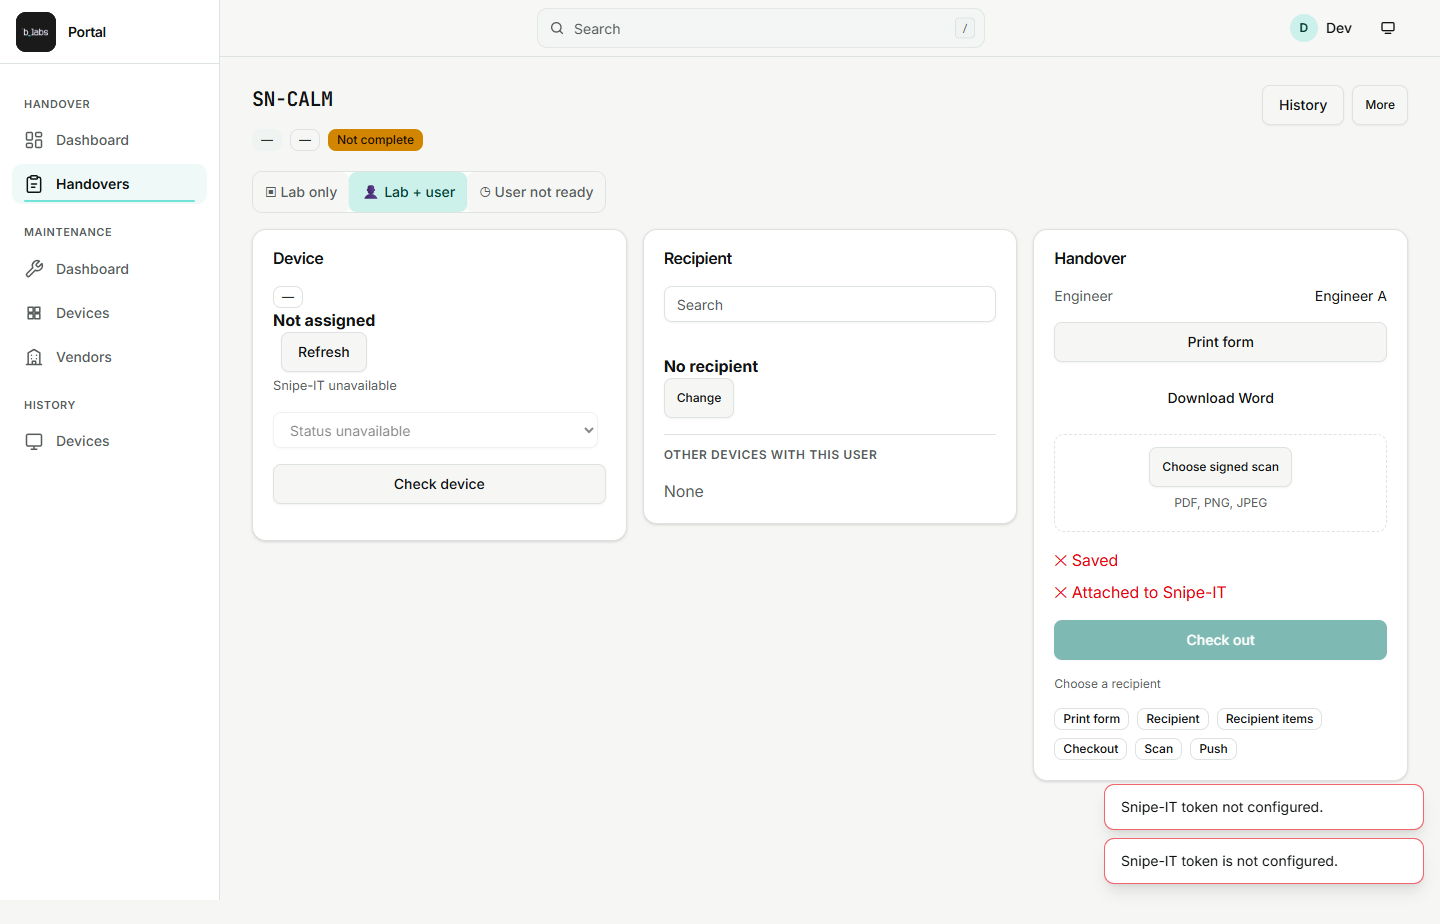 b_labs
Portal
Search
/
D
Dev
HANDOVER
Dashboard
Handovers
MAINTENANCE
Dashboard
Devices
Vendors
HISTORY
Devices
SN-CALM
History
More
—
—
Not complete
Lab only
Lab + user
User not ready
Device
—
Not assigned
Refresh
Snipe-IT unavailable
Status unavailable
Check device
Recipient
Search
No recipient
Change
OTHER DEVICES WITH THIS USER
None
Handover
Engineer
Engineer A
Print form
Download Word
Choose signed scan
PDF, PNG, JPEG
Saved
Attached to Snipe-IT
Check out
Choose a recipient
Print form
Recipient
Recipient items
Checkout
Scan
Push
Snipe-IT token not configured.
Snipe-IT token is not configured.